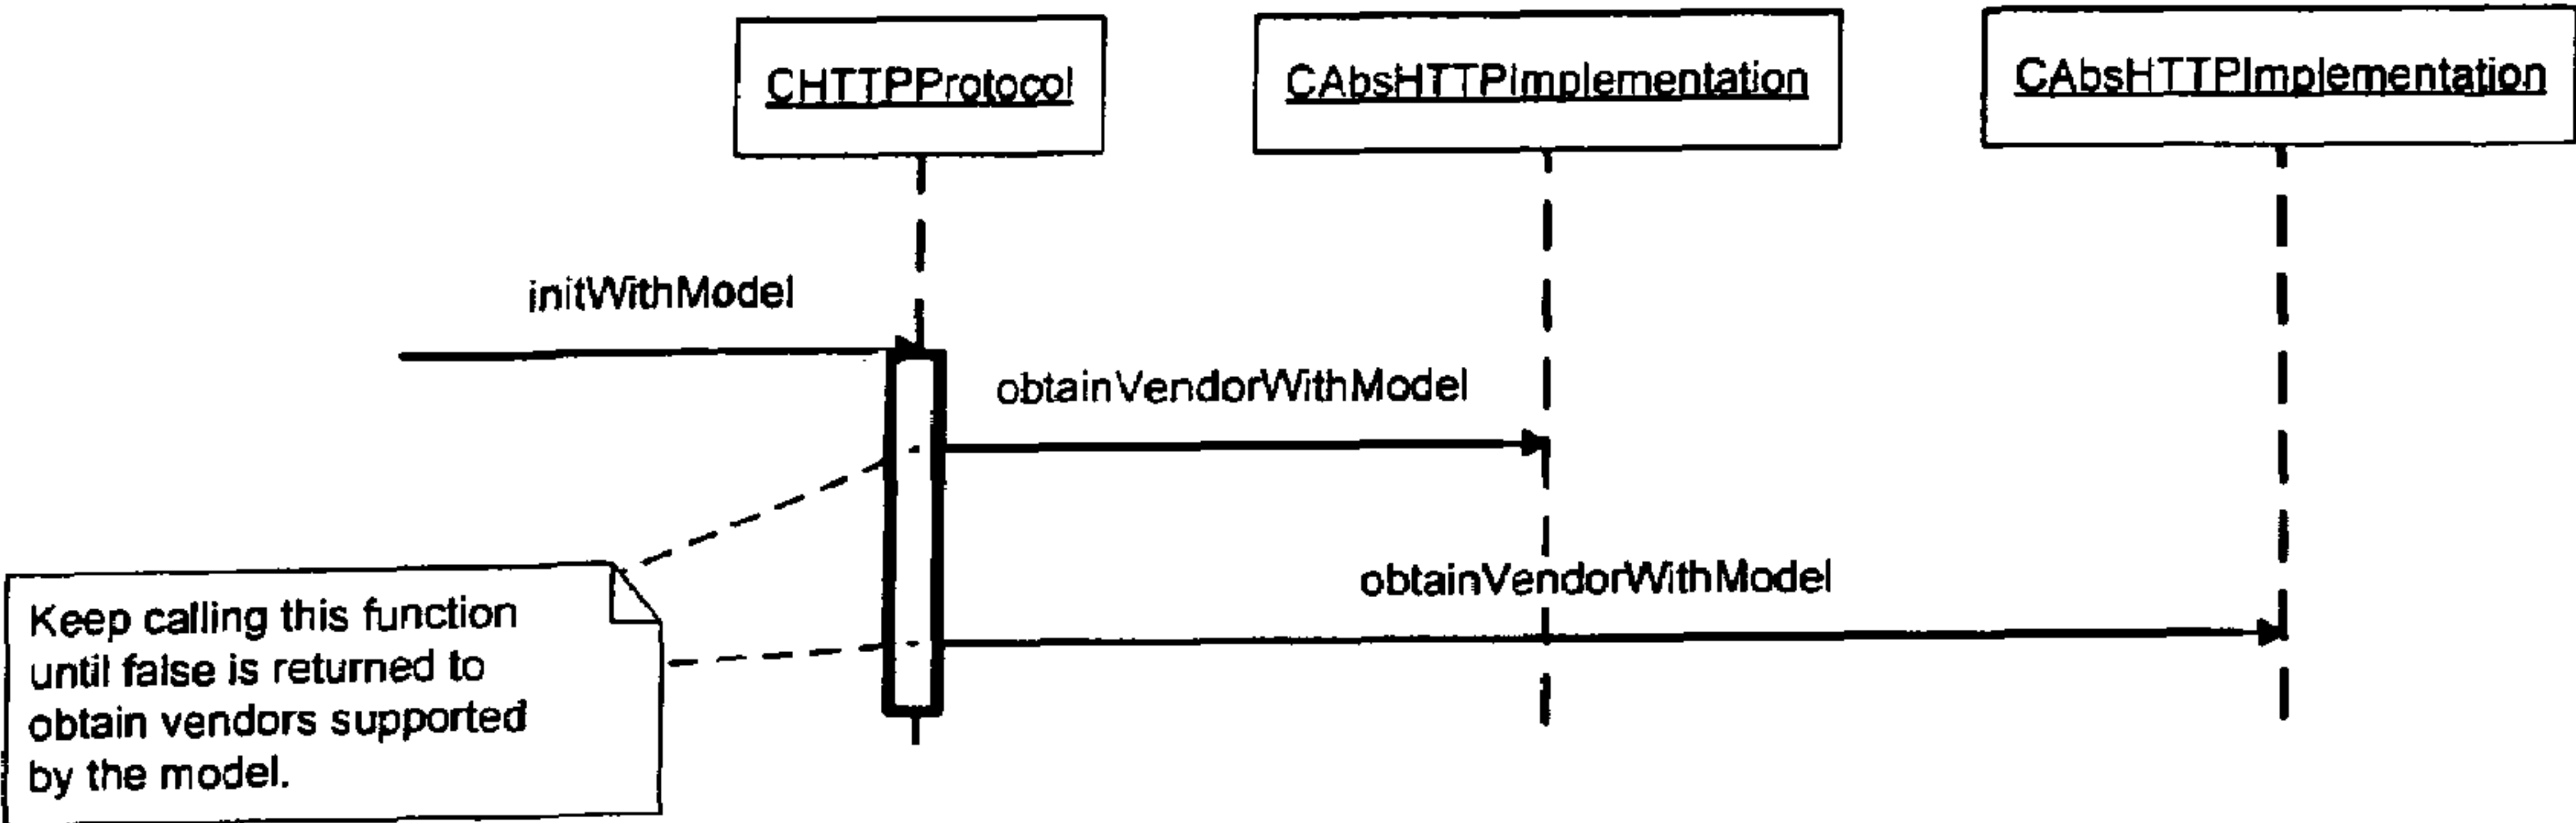 CHTTPProtocol
CAbsHTTPImplementation
CAbsHTTPImplementation
initWithModel
obtainVendorWithModel
obtainVendorWithModel
Keep calling this function
until false is returned to
obtain vendors supported
by the model.